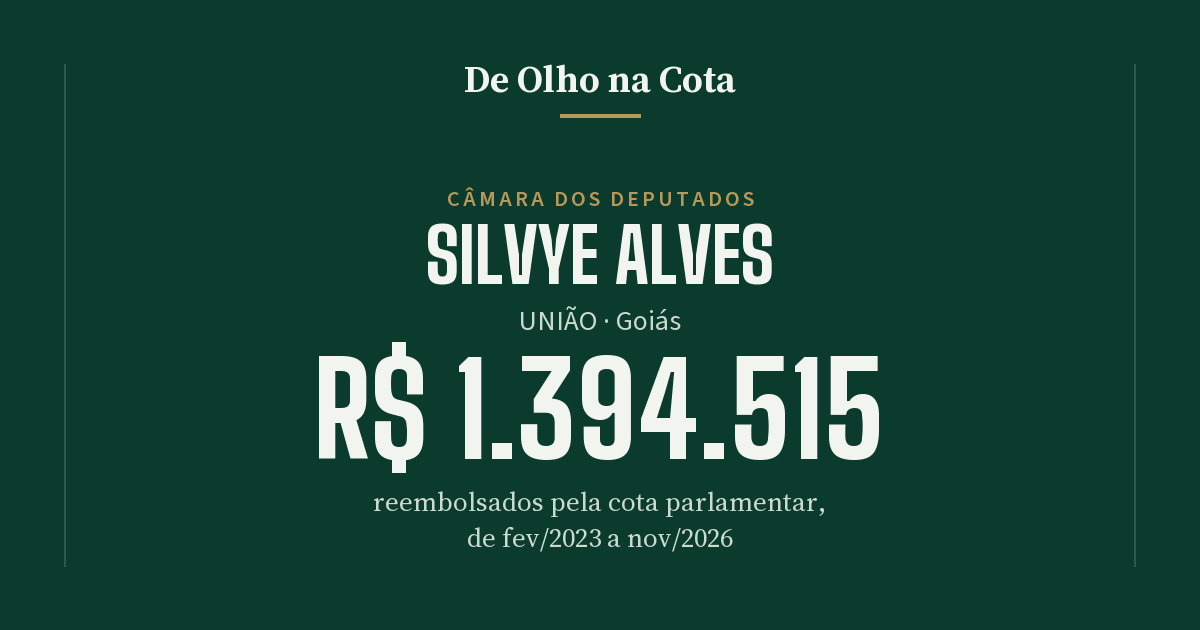 De Olho na Cota
CÂMARA DOS DEPUTADOS
SILVYE ALVES
UNIÃO · Goiás
R$ 1.394.515
reembolsados pela cota parlamentar,
de fev/2023 a nov/2026